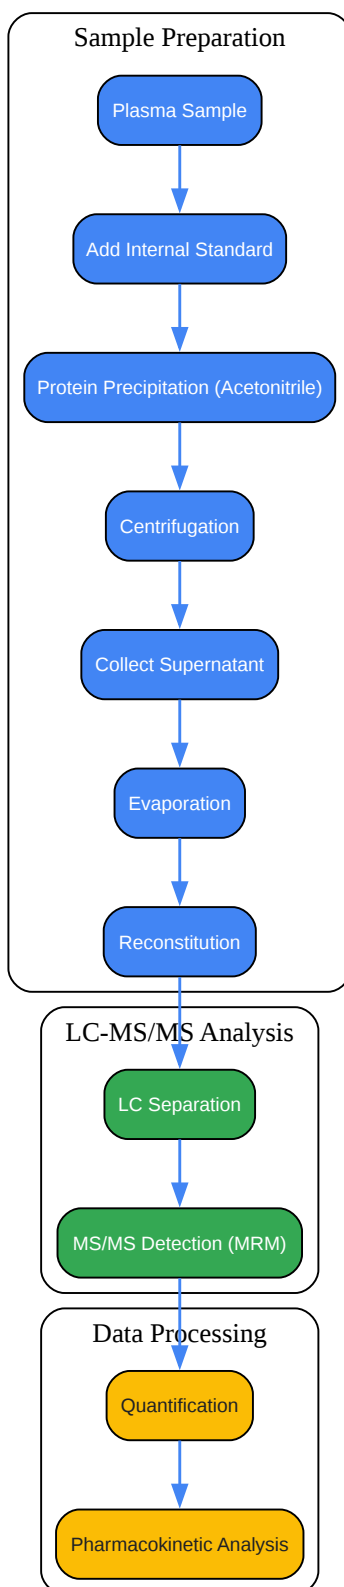 Sample Preparation
Plasma Sample
Add Internal Standard
Protein Precipitation (Acetonitrile)
Centrifugation
Collect Supernatant
Evaporation
Reconstitution
LC-MS/MS Analysis
LC Separation
MS/MS Detection (MRM)
Data Processing
Quantification
Pharmacokinetic Analysis